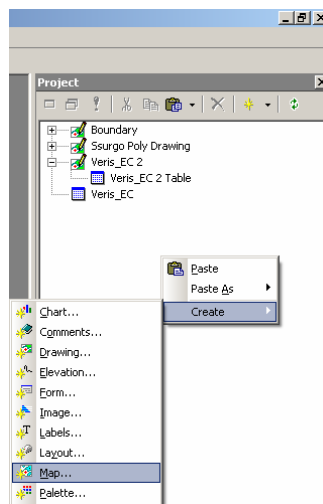 Project
Boundary
Ssurgo Poly Drawing
Veris_EC 2
Veris_EC 2 Table
Veris_EC
Paste
Paste As
Create
Chart...
Comments...
Drawing...
Elevation...
Form...
Image...
Labels...
Layout...
Map...
Palette...